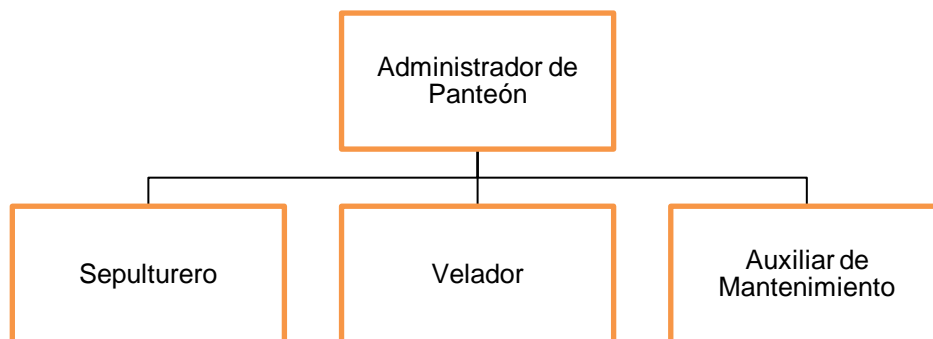 Administrador de
Panteón
Sepulturero
Velador
Auxiliar de
Mantenimiento